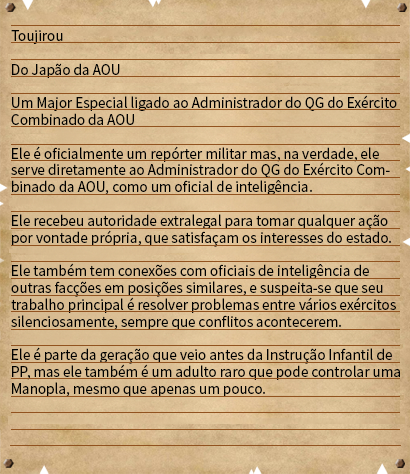 Toujirou
Do Japão da AOU
Um Major Especial ligado ao Administrador do QG do Exército
Combinado da AOU
Ele é oficialmente um repórter militar mas, na verdade, ele
serve diretamente ao Administrador do QG do Exército Com-
binado da AOU, como um oficial de inteligência.
Ele recebeu autoridade extralegal para tomar qualquer ação
por vontade própria, que satisfaçam os interesses do estado.
Ele também tem conexões com oficiais de inteligência de
outras facções em posições similares, e suspeita-se que seu
trabalho principal é resolver problemas entre vários exércitos
silenciosamente, sempre que conflitos acontecerem.
Ele é parte da geração que veio antes da Instrução Infantil de
PP, mas ele também é um adulto raro que pode controlar uma
Manopla, mesmo que apenas um pouco.